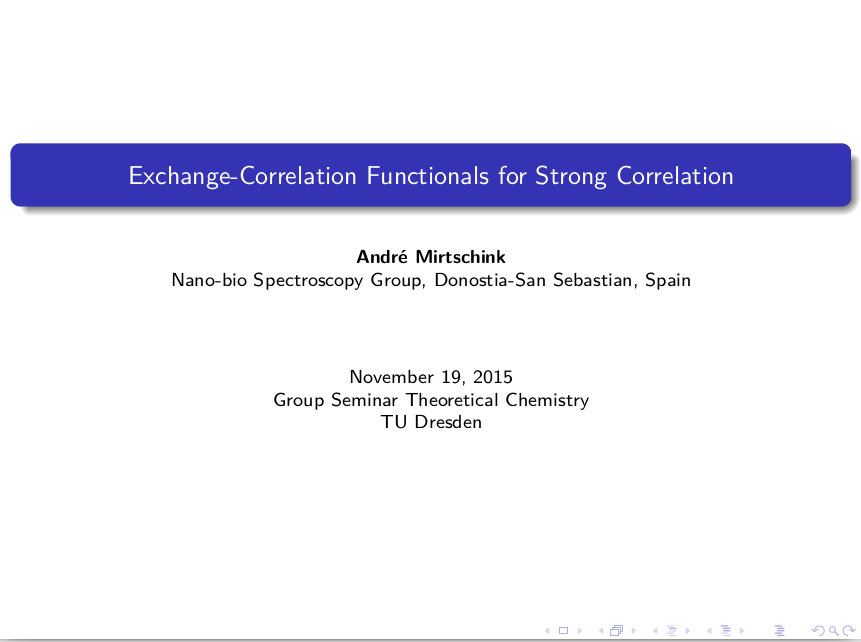 Exchange-Correlation Functionals for Strong Correlation
André Mirtschink
Nano-bio Spectroscopy Group, Donostia-San Sebastian, Spain
November 19, 2015
Group Seminar Theoretical Chemistry
TU Dresden